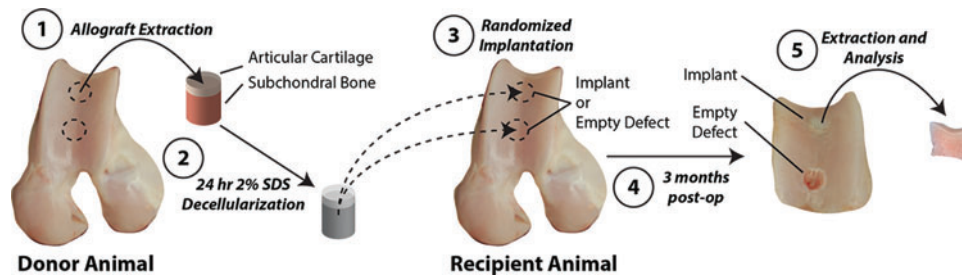 1
Allograft Extraction
Articular Cartilage
Subchondral Bone
2
24 hr 2% SDS
Decellularization
Donor Animal
3
Randomized
Implantation
Implant
or
Empty Defect
Recipient Animal
4
3 months
post-op
5
Extraction and
Analysis
Implant
Empty
Defect